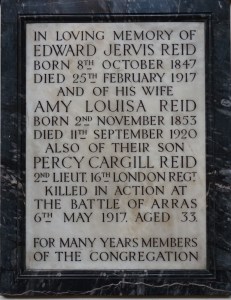 IN LOVING MEMORY OF
EDWARD JERVIS REID
BORN 8TH OCTOBER 1847
DIED 25TH FEBRUARY 1917
AND OF HIS WIFE
AMY LOUISA REID
BORN 2ND NOVEMBER 1853
DIED 11TH SEPTEMBER 1920
ALSO OF THEIR SON
PERCY CARGILL REID
2ND LIEUT. 16TH LONDON REGT.
KILLED IN ACTION AT
THE BATTLE OF ARRAS
6TH MAY 1917. AGED 33.
FOR MANY YEARS MEMBERS
OF THE CONGREGATION